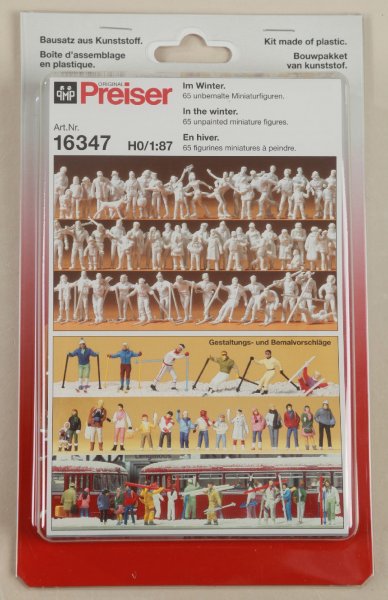 Bausatz aus Kunststoff.
Boîte d'assemblage
en plastique.
Kit made of plastic.
Bouwpakket
van kunststof.
PMP
ORIGINAL
Preiser
Art.Nr.
16347 H0/1:87
Im Winter.
65 unbemalte Miniaturfiguren.
In the winter.
65 unpainted miniature figures.
En hiver.
65 figurines miniatures à peindre.
Gestaltungs- und Bemalvorschläge